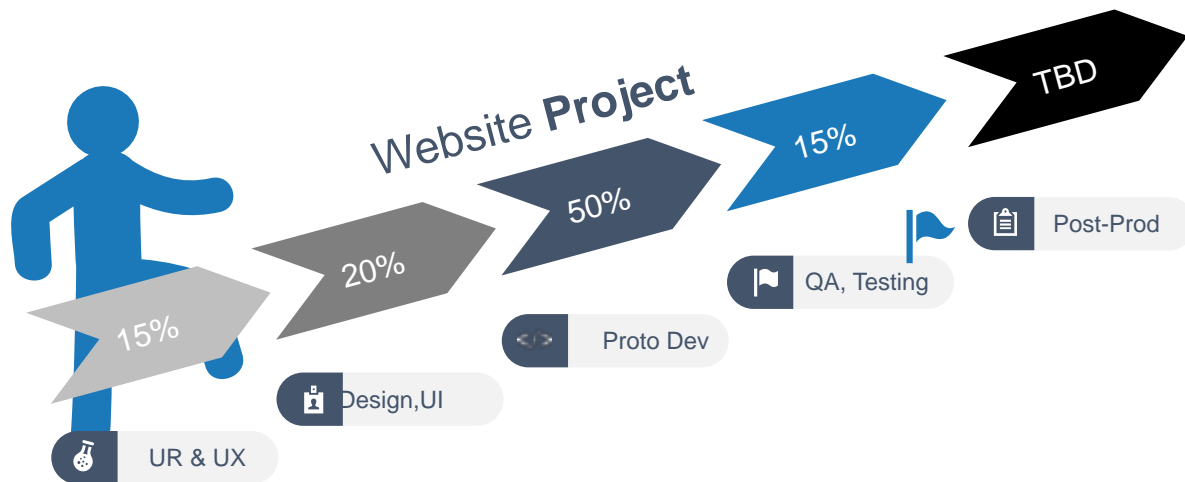 Website Project
15%
20%
50%
15%
TBD
UR & UX
Design,UI
</> Proto Dev
QA, Testing
Post-Prod